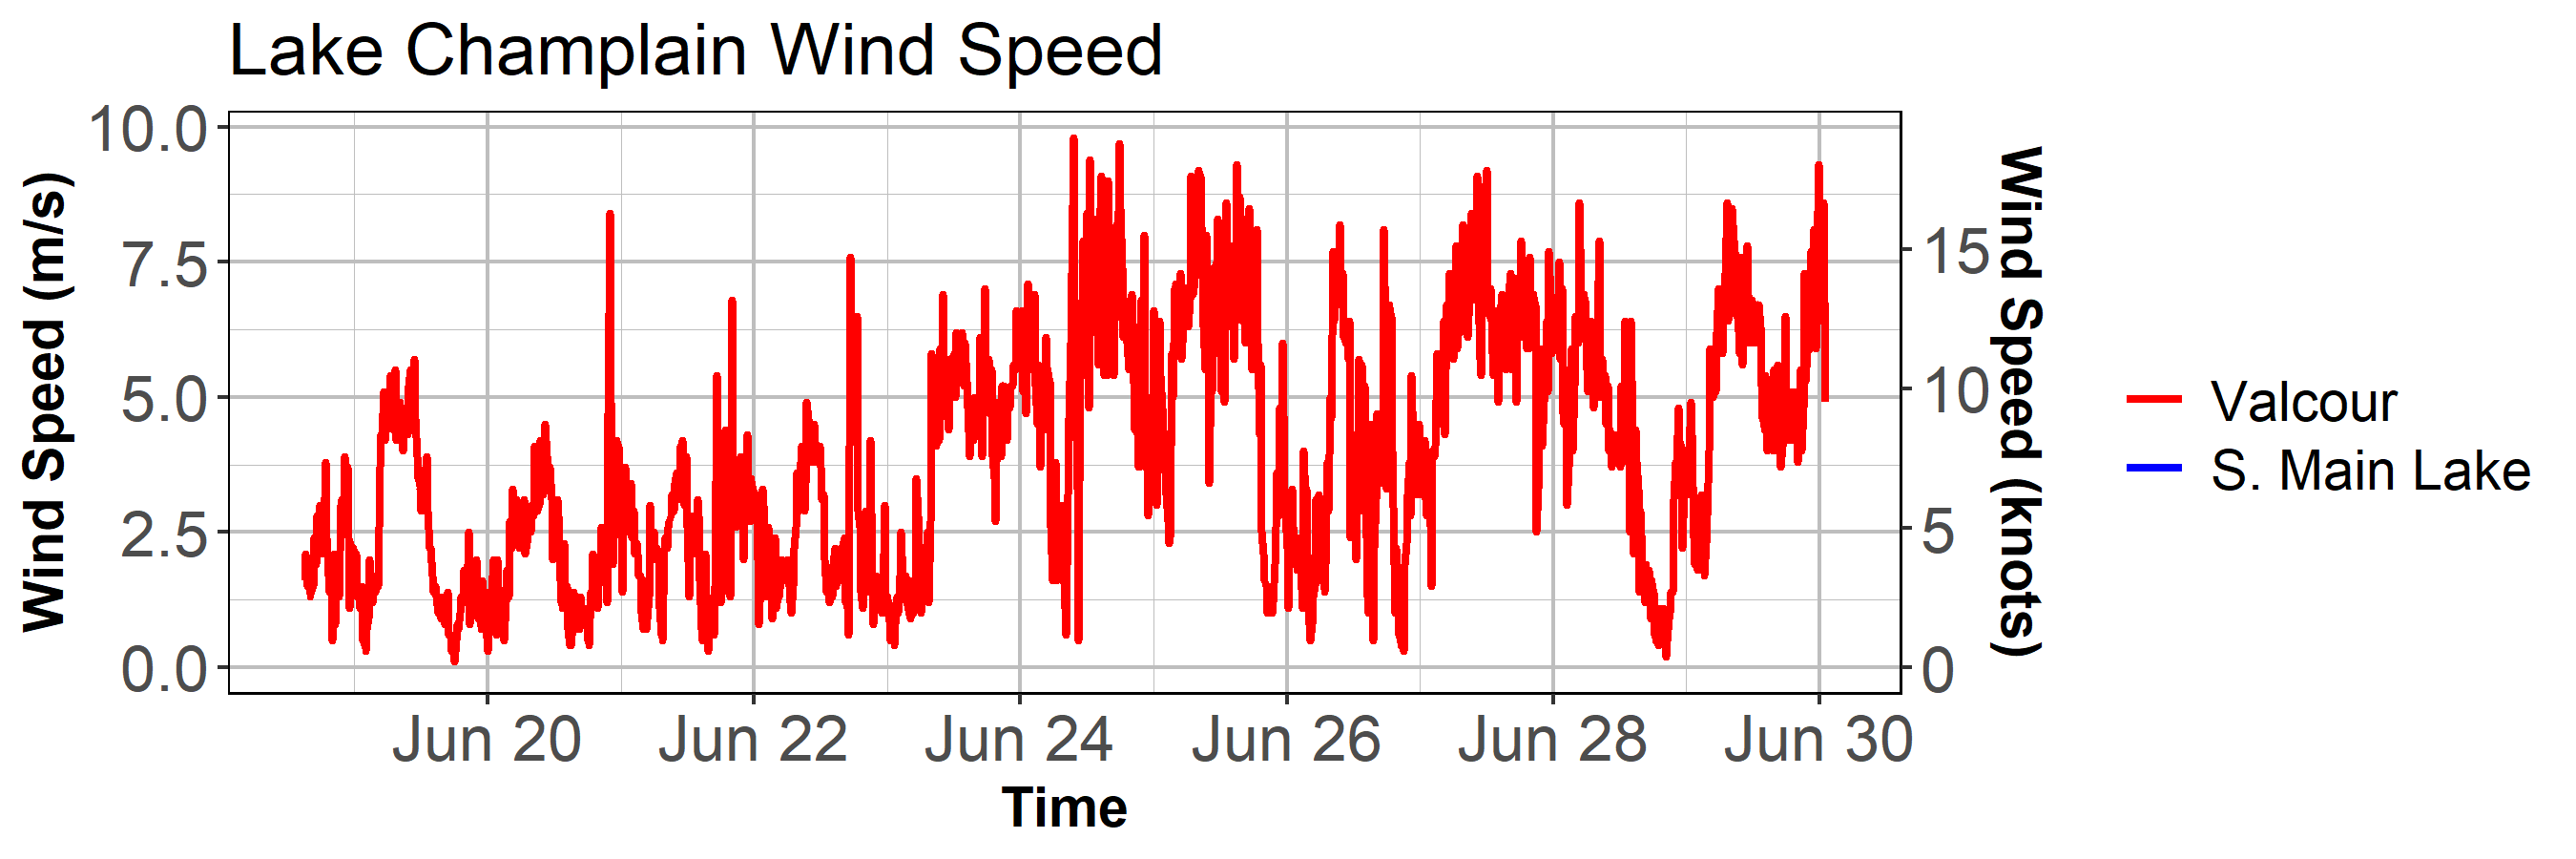 Lake Champlain Wind Speed
Wind Speed (m/s)
10.0
7.5
5.0
2.5
0.0
15
10
5
0
Wind Speed (knots)
Jun 20 Jun 22 Jun 24 Jun 26 Jun 28 Jun 30
Time
Valcour
S. Main Lake